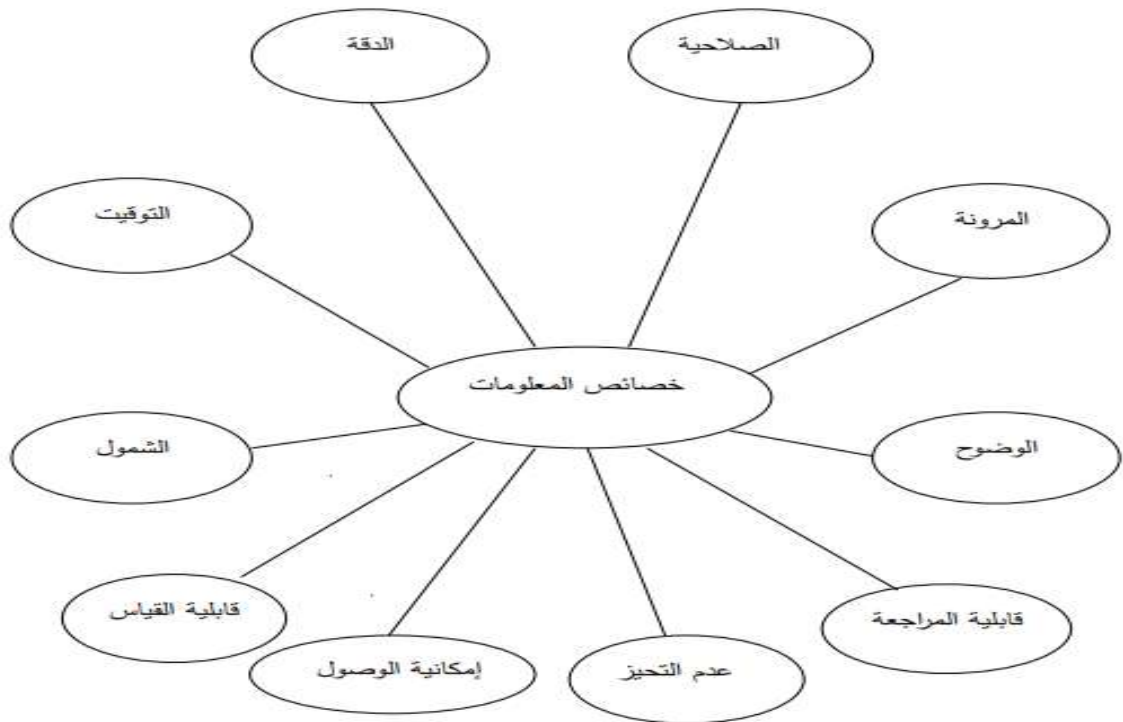 الصلاحية
الدقة
المرونة
التوقيت
خصائص المعلومات
الوضوح
الشمول
قابلية المراجعة
عدم التحيز
إمكانية الوصول
قابلية القياس